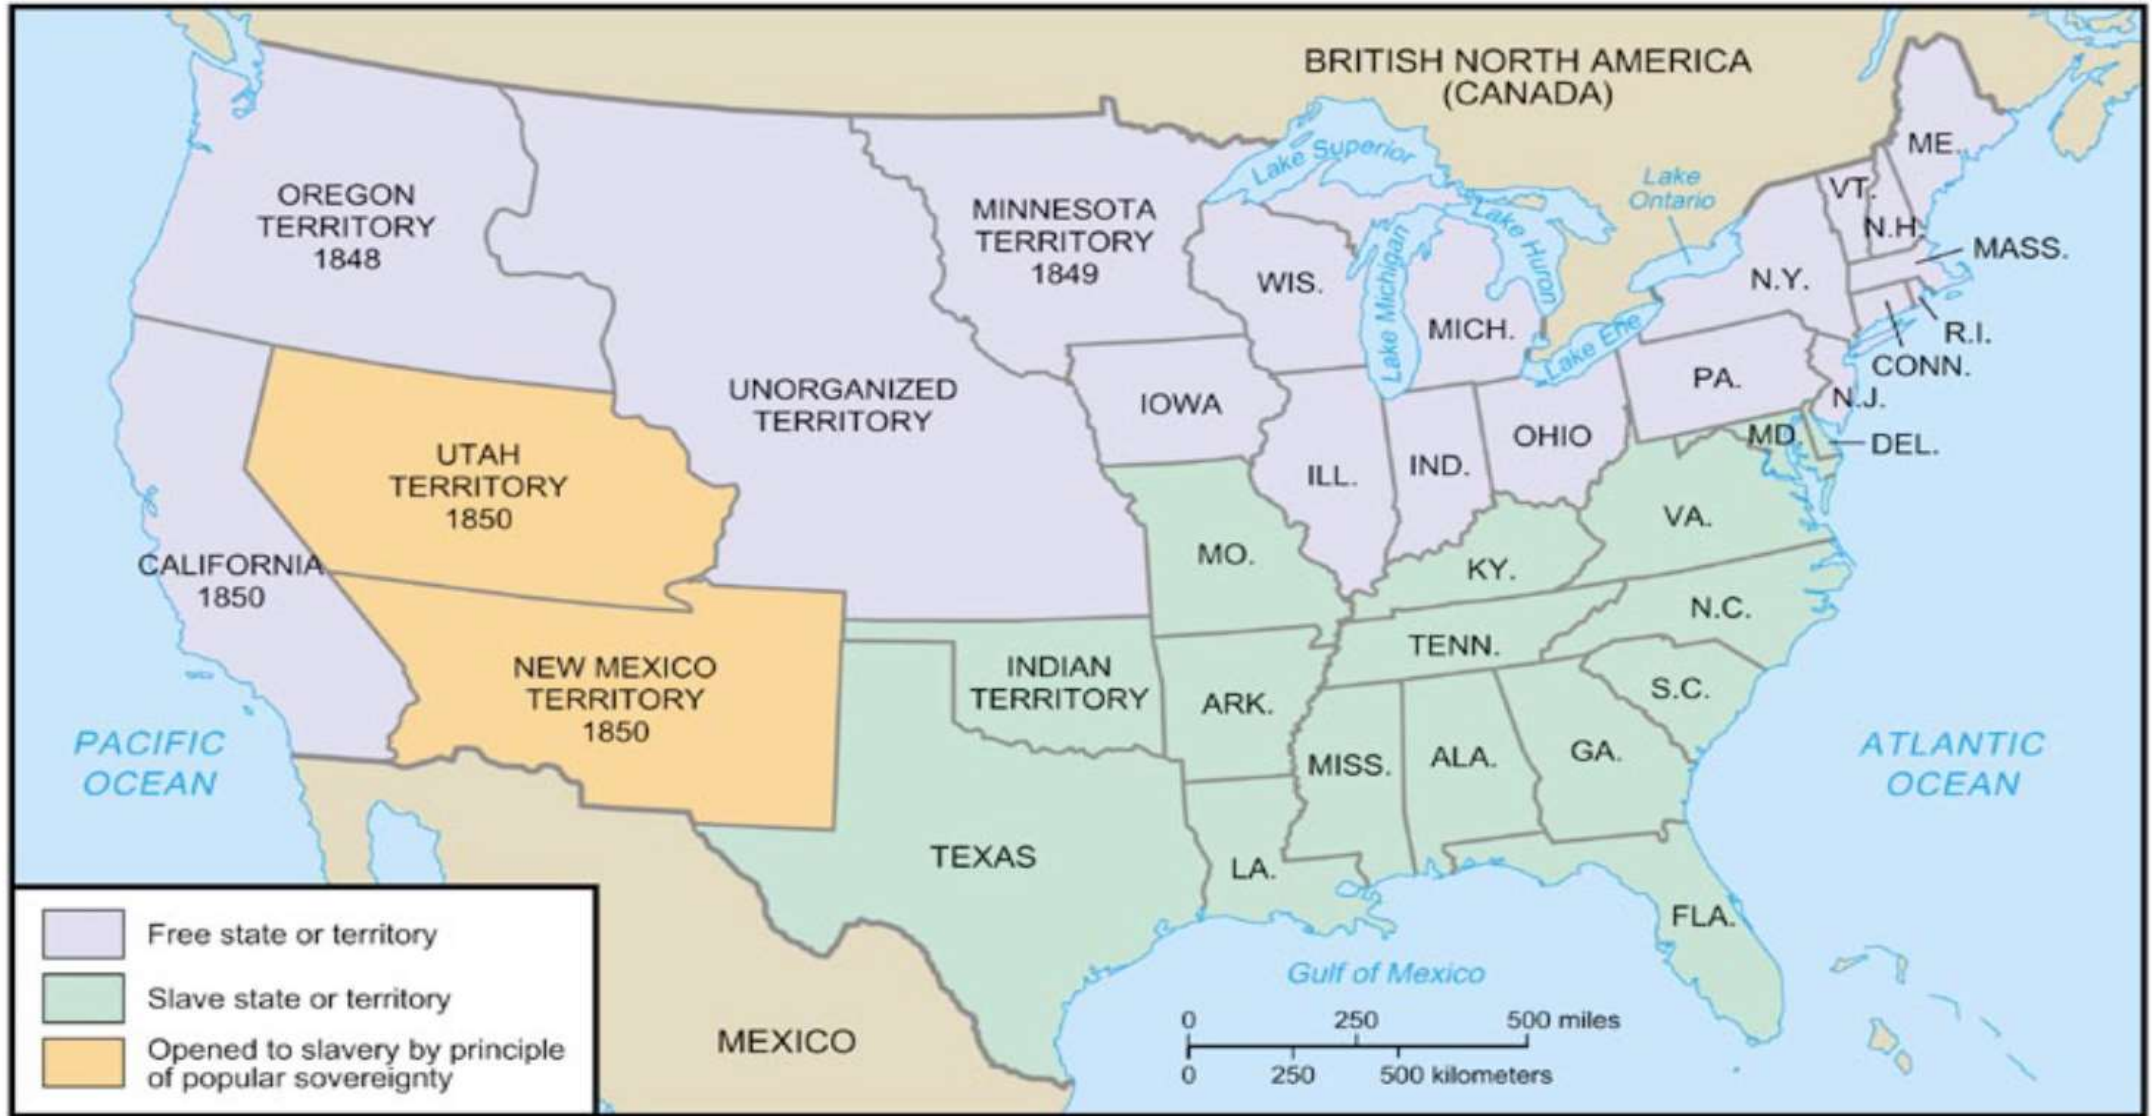 BRITISH NORTH AMERICA
(CANADA)
OREGON
TERRITORY
1848
MINNESOTA
TERRITORY
1849
Lake Superior
Lake Michigan
Lake Huron
Lake
Ontario
Lake Erie
ME.
VT.
N.H.
MASS.
N.Y.
R.I.
CONN.
WIS.
MICH.
PA.
N.J.
UNORGANIZED
TERRITORY
IOWA
ILL.
IND.
OHIO
MD.
DEL.
UTAH
TERRITORY
1850
CALIFORNIA
1850
MO.
KY.
VA.
N.C.
TENN.
NEW MEXICO
TERRITORY
1850
INDIAN
TERRITORY
ARK.
S.C.
MISS.
ALA.
GA.
PACIFIC
OCEAN
ATLANTIC
OCEAN
TEXAS
LA.
FLA.
Gulf of Mexico
MEXICO
Free state or territory
Slave state or territory
Opened to slavery by principle
of popular sovereignty
0 250 500 miles
0 250 500 kilometers